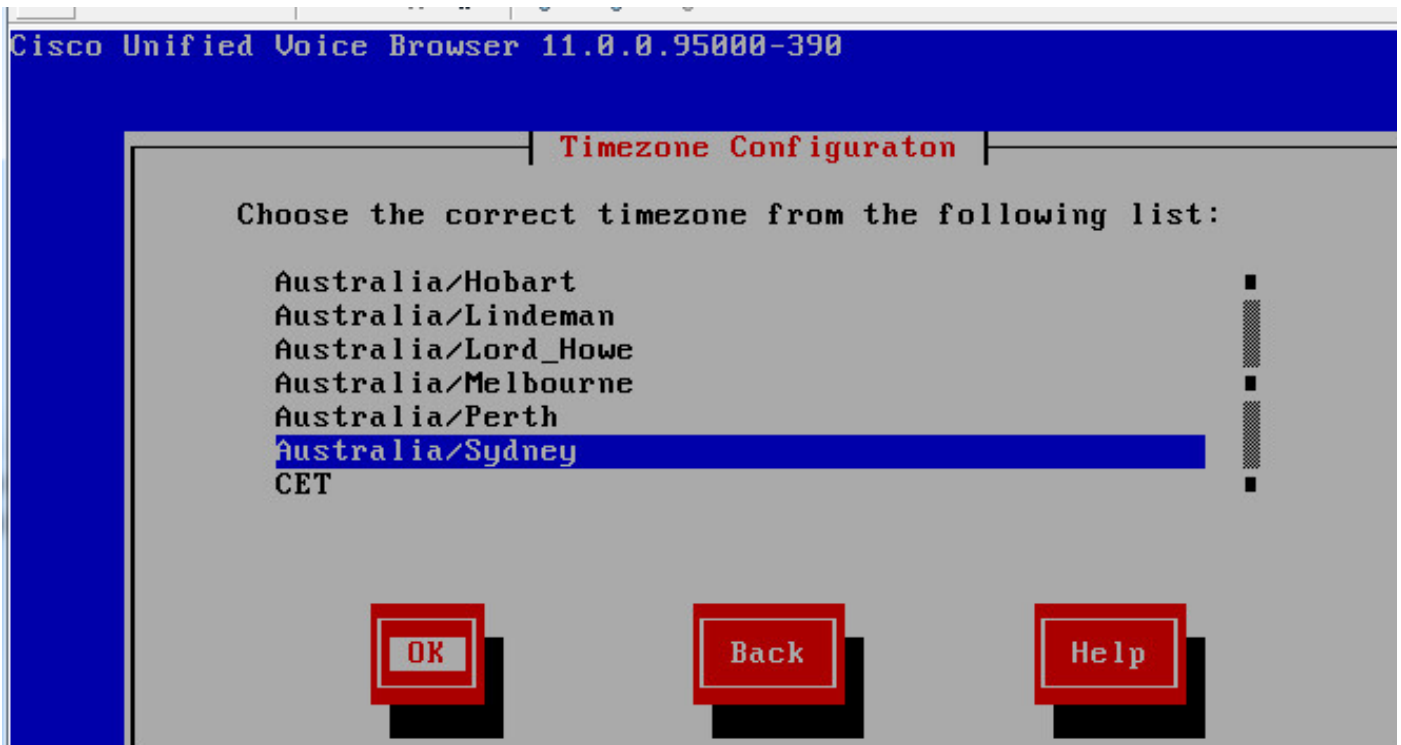 Cisco Unified Voice Browser 11.0.0.95000-390
Timezone Configuraton
Choose the correct timezone from the following list:
Australia/Hobart
Australia/Lindeman
Australia/Lord_Howe
Australia/Melbourne
Australia/Perth
Australia/Sydney
CET
OK Back Help